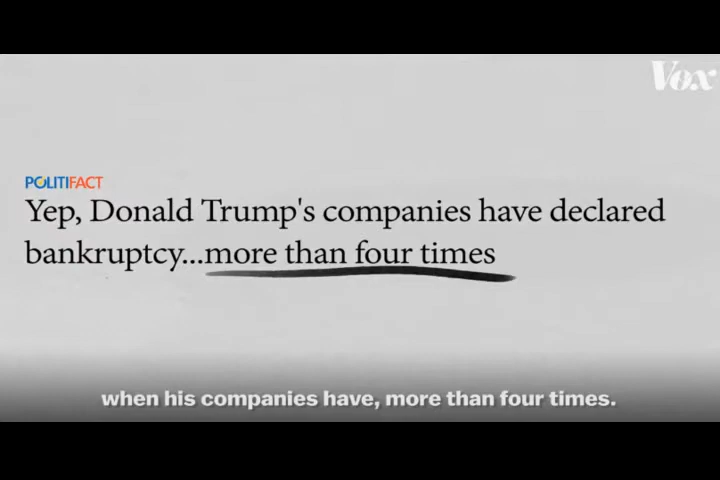 Vox
POLITIFACT
Yep, Donald Trump's companies have declared
bankruptcy...more than four times
when his companies have, more than four times.